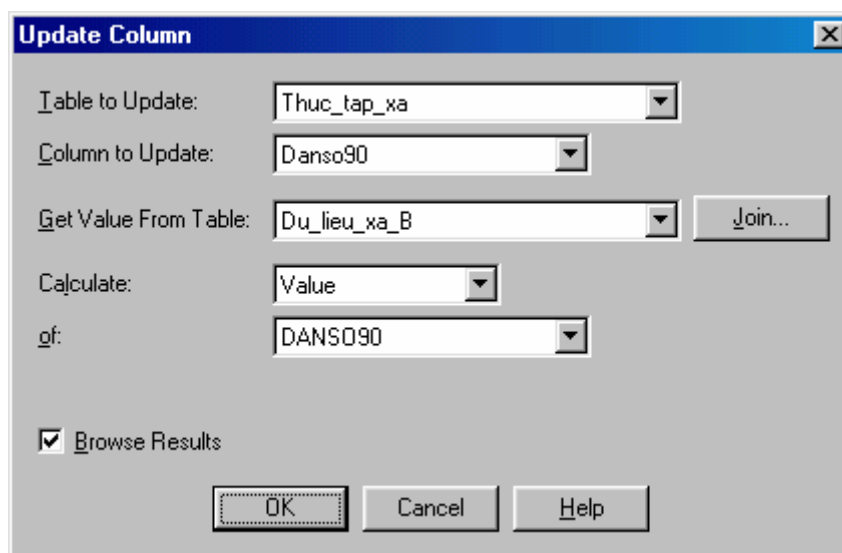 Update Column
Table to Update: Thuc_tap_xa
Column to Update: Danso90
Get Value From Table: Du_lieu_xa_B Join...
Calculate: Value
of: DANSO90
Browse Results
OK Cancel Help